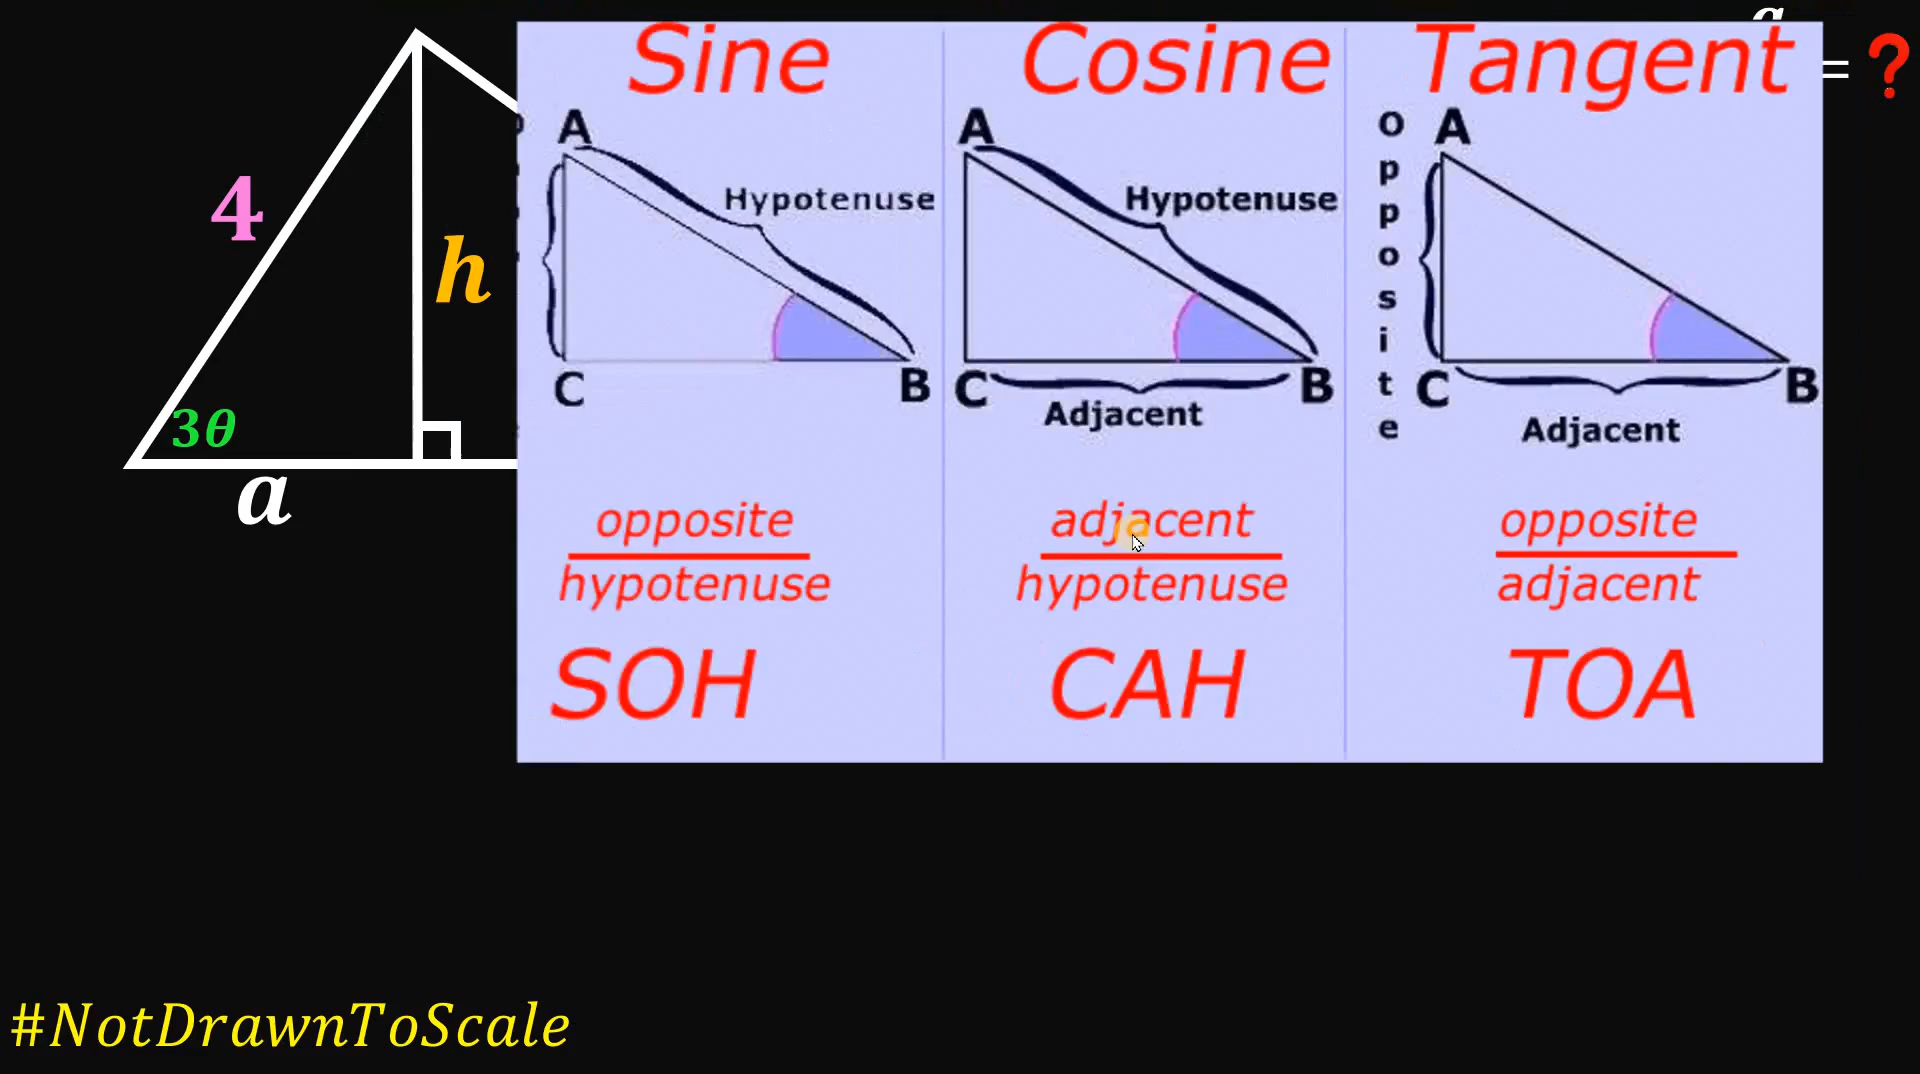 Sine
Cosine
Tangent
= ?
A
Hypotenuse
C
B
A
Hypotenuse
C
B
Adjacent
opposite
A
C
B
Adjacent
4
h
3θ
a
opposite
hypotenuse
adjacent
hypotenuse
opposite
adjacent
SOH
CAH
TOA
#NotDrawnToScale